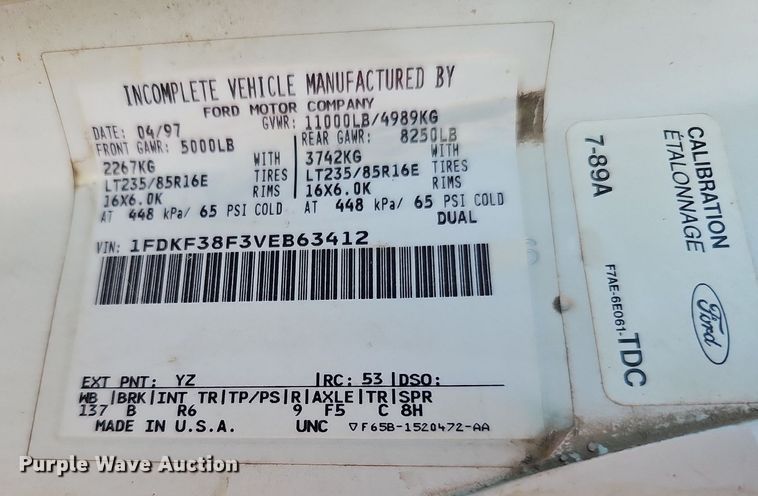 INCOMPLETE VEHICLE MANUFACTURED BY
FORD MOTOR COMPANY
DATE: 04/97 GVWR: 11000LB/4989KG
FRONT GAWR: 5000LB REAR GAWR: 8250LB
2267KG WITH 3742KG WITH
LT235/85R16E TIRES LT235/85R16E TIRES
16X6.0K RIMS 16X6.0K RIMS
AT 448 kPa/ 65 PSI COLD AT 448 kPa/ 65 PSI COLD
DUAL
VIN: 1FDKF38F3VEB63412
EXT PNT: YZ |RC: 53 |DSO:
WB |BRK|INT TR|TP/PS|R|AXLE|TR|SPR
137 B R6 9 F5 C 8H
MADE IN U.S.A. UNC ▽F65B-1520472-AA
CALIBRATION
ÉTALONNAGE
7-89A
F7AE-6E061-TDC
Ford
Purple Wave Auction